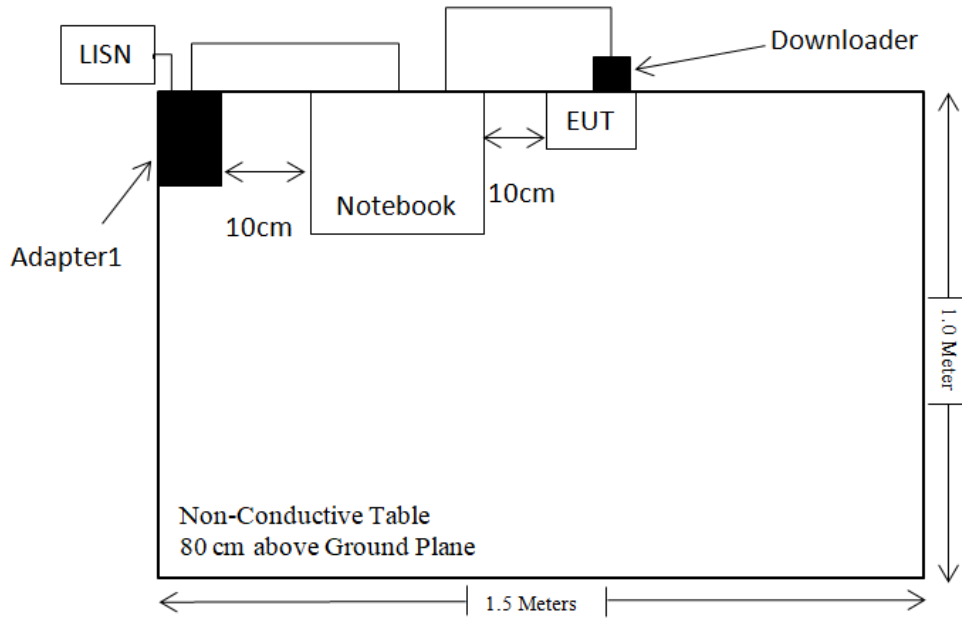 LISN
Downloader
EUT
Notebook
10cm
10cm
Adapter1
1.0 Meter
Non-Conductive Table
80 cm above Ground Plane
1.5 Meters